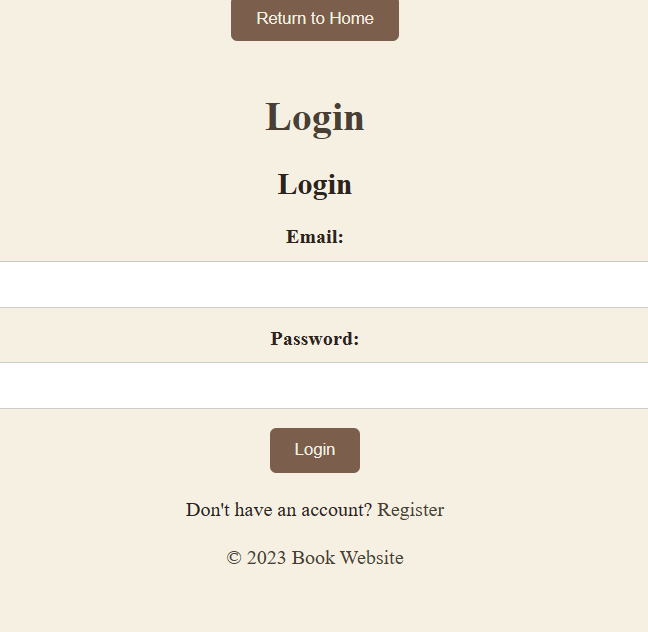 Return to Home
Login
Login
Email:
Password:
Login
Don't have an account? Register
© 2023 Book Website